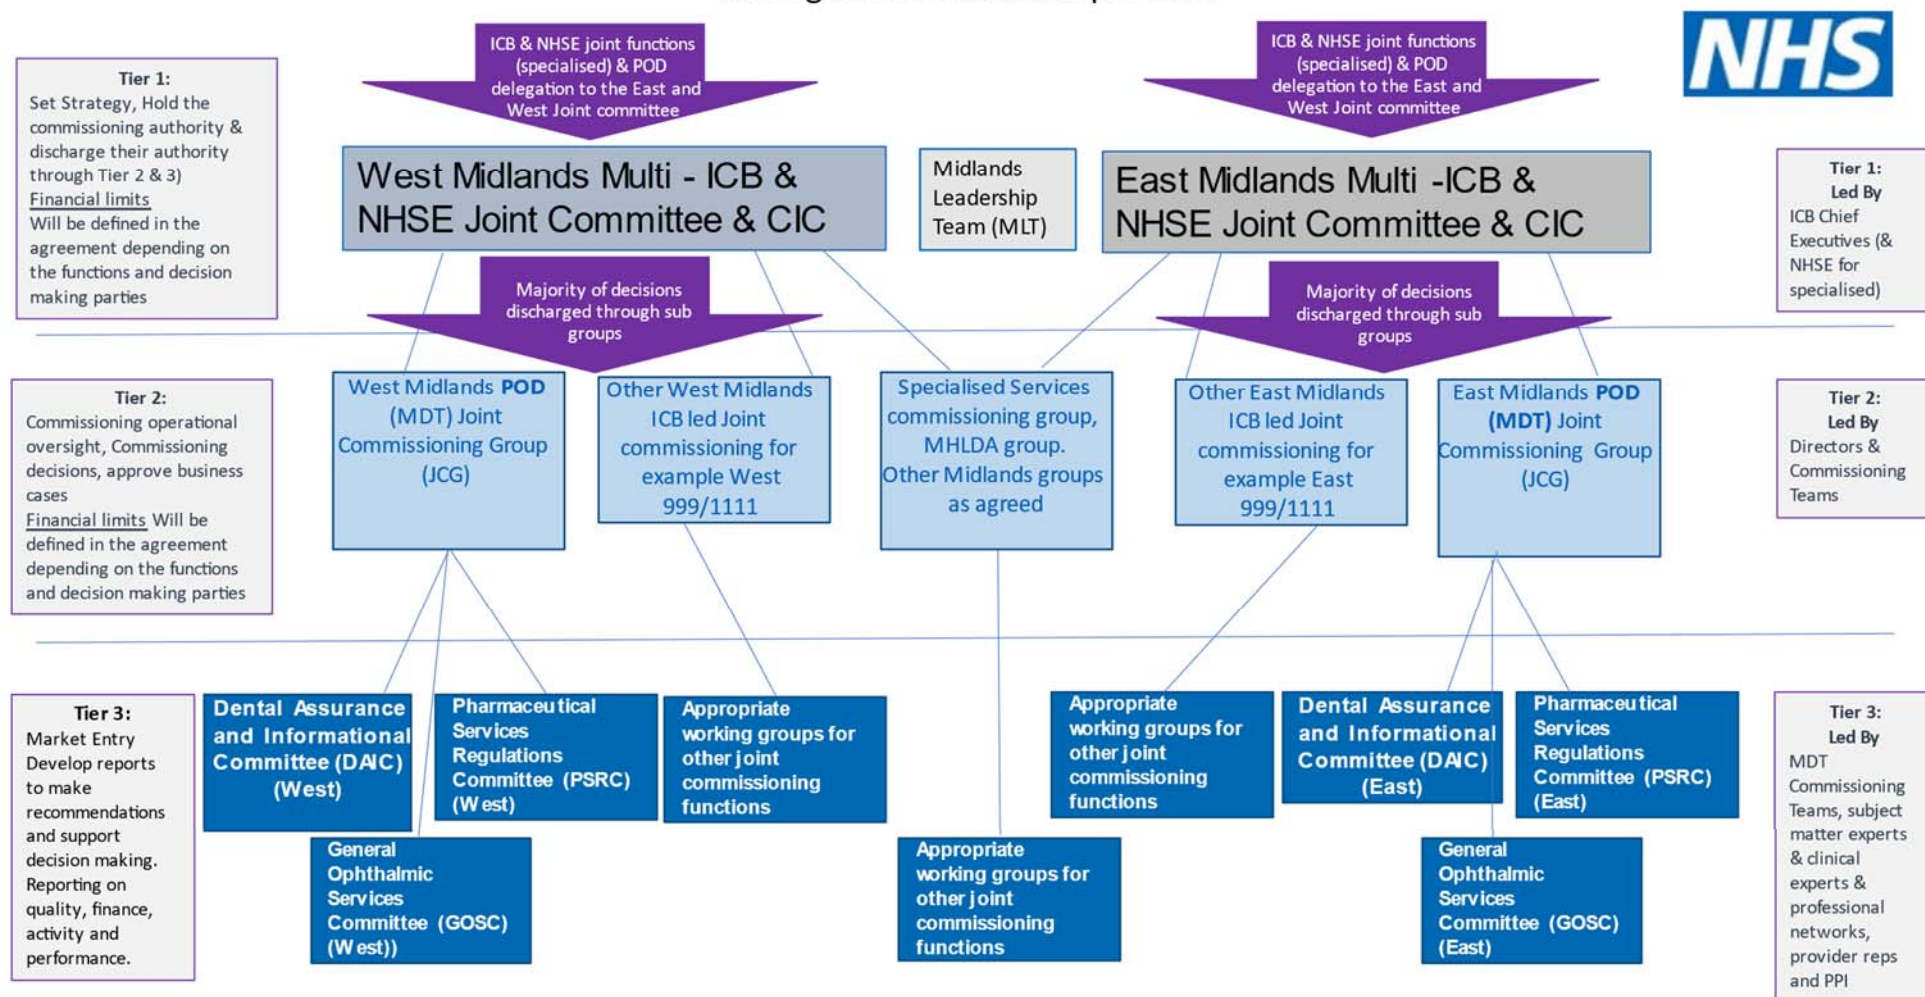 ICB & NHSE joint functions
(specialised) & POD
delegation to the East and
West Joint committee
ICB & NHSE joint functions
(specialised) & POD
delegation to the East and
West Joint committee
NHS
Tier 1:
Set Strategy, Hold the
commissioning authority &
discharge their authority
through Tier 2 & 3)
Financial limits
Will be defined in the
agreement depending on
the functions and decision
making parties
West Midlands Multi - ICB &
NHSE Joint Committee & CIC
Midlands
Leadership
Team (MLT)
East Midlands Multi -ICB &
NHSE Joint Committee & CIC
Tier 1:
Led By
ICB Chief
Executives (&
NHSE for
specialised)
Majority of decisions
discharged through sub
groups
Majority of decisions
discharged through sub
groups
Tier 2:
Commissioning operational
oversight, Commissioning
decisions, approve business
cases
Financial limits Will be
defined in the agreement
depending on the functions
and decision making parties
West Midlands POD
(MDT) Joint
Commissioning Group
(JCG)
Other West Midlands
ICB led Joint
commissioning for
example West
999/1111
Specialised Services
commissioning group,
MHLDA group.
Other Midlands groups
as agreed
Other East Midlands
ICB led Joint
commissioning for
example East
999/1111
East Midlands POD
(MDT) Joint
Commissioning Group
(JCG)
Tier 2:
Led By
Directors &
Commissioning
Teams
Tier 3:
Market Entry
Develop reports
to make
recommendations
and support
decision making.
Reporting on
quality, finance,
activity and
performance.
Dental Assurance
and Informational
Committee (DAIC)
(West)
Pharmaceutical
Services
Regulations
Committee (PSRC)
(West)
Appropriate
working groups for
other joint
commissioning
functions
Appropriate
working groups for
other joint
commissioning
functions
Dental Assurance
and Informational
Committee (DAIC)
(East)
Pharmaceutical
Services
Regulations
Committee (PSRC)
(East)
General
Ophthalmic
Services
Committee (GOSC)
(West))
Appropriate
working groups for
other joint
commissioning
functions
General
Ophthalmic
Services
Committee (GOSC)
(East)
Tier 3:
Led By
MDT
Commissioning
Teams, subject
matter experts
& clinical
experts &
professional
networks,
provider reps
and PPI